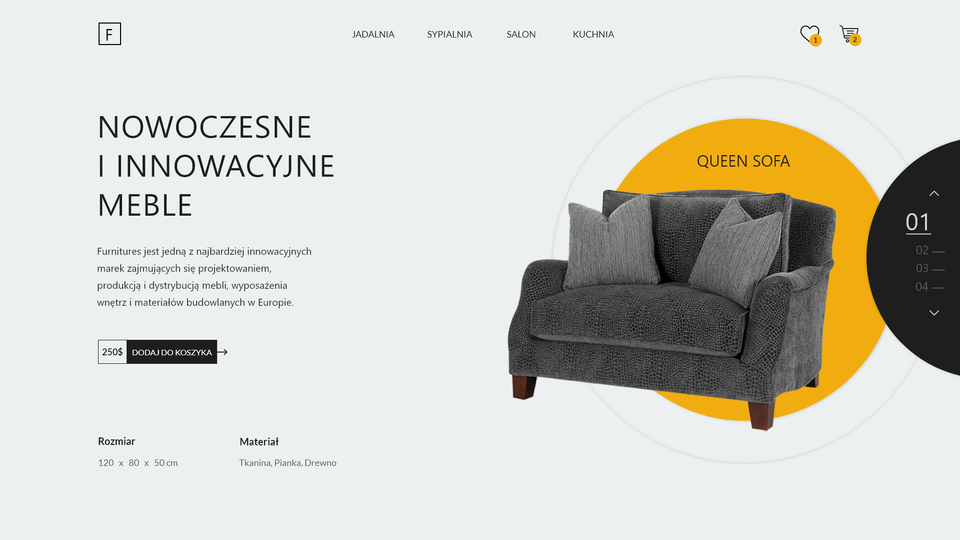 F
JADALNIA
SYPIALNIA
SALON
KUCHNIA
1
2
NOWOCZESNE
I INNOWACYJNE
MEBLE
QUEEN SOFA
01
02
03
04
Furnitures jest jedną z najbardziej innowacyjnych
marek zajmujących się projektowaniem,
produkcją i dystrybucją mebli, wyposażenia
wnętrz i materiałów budowlanych w Europie.
250$ DODAJ DO KOSZYKA
Rozmiar
120 x 80 x 50 cm
Materiał
Tkanina, Pianka, Drewno